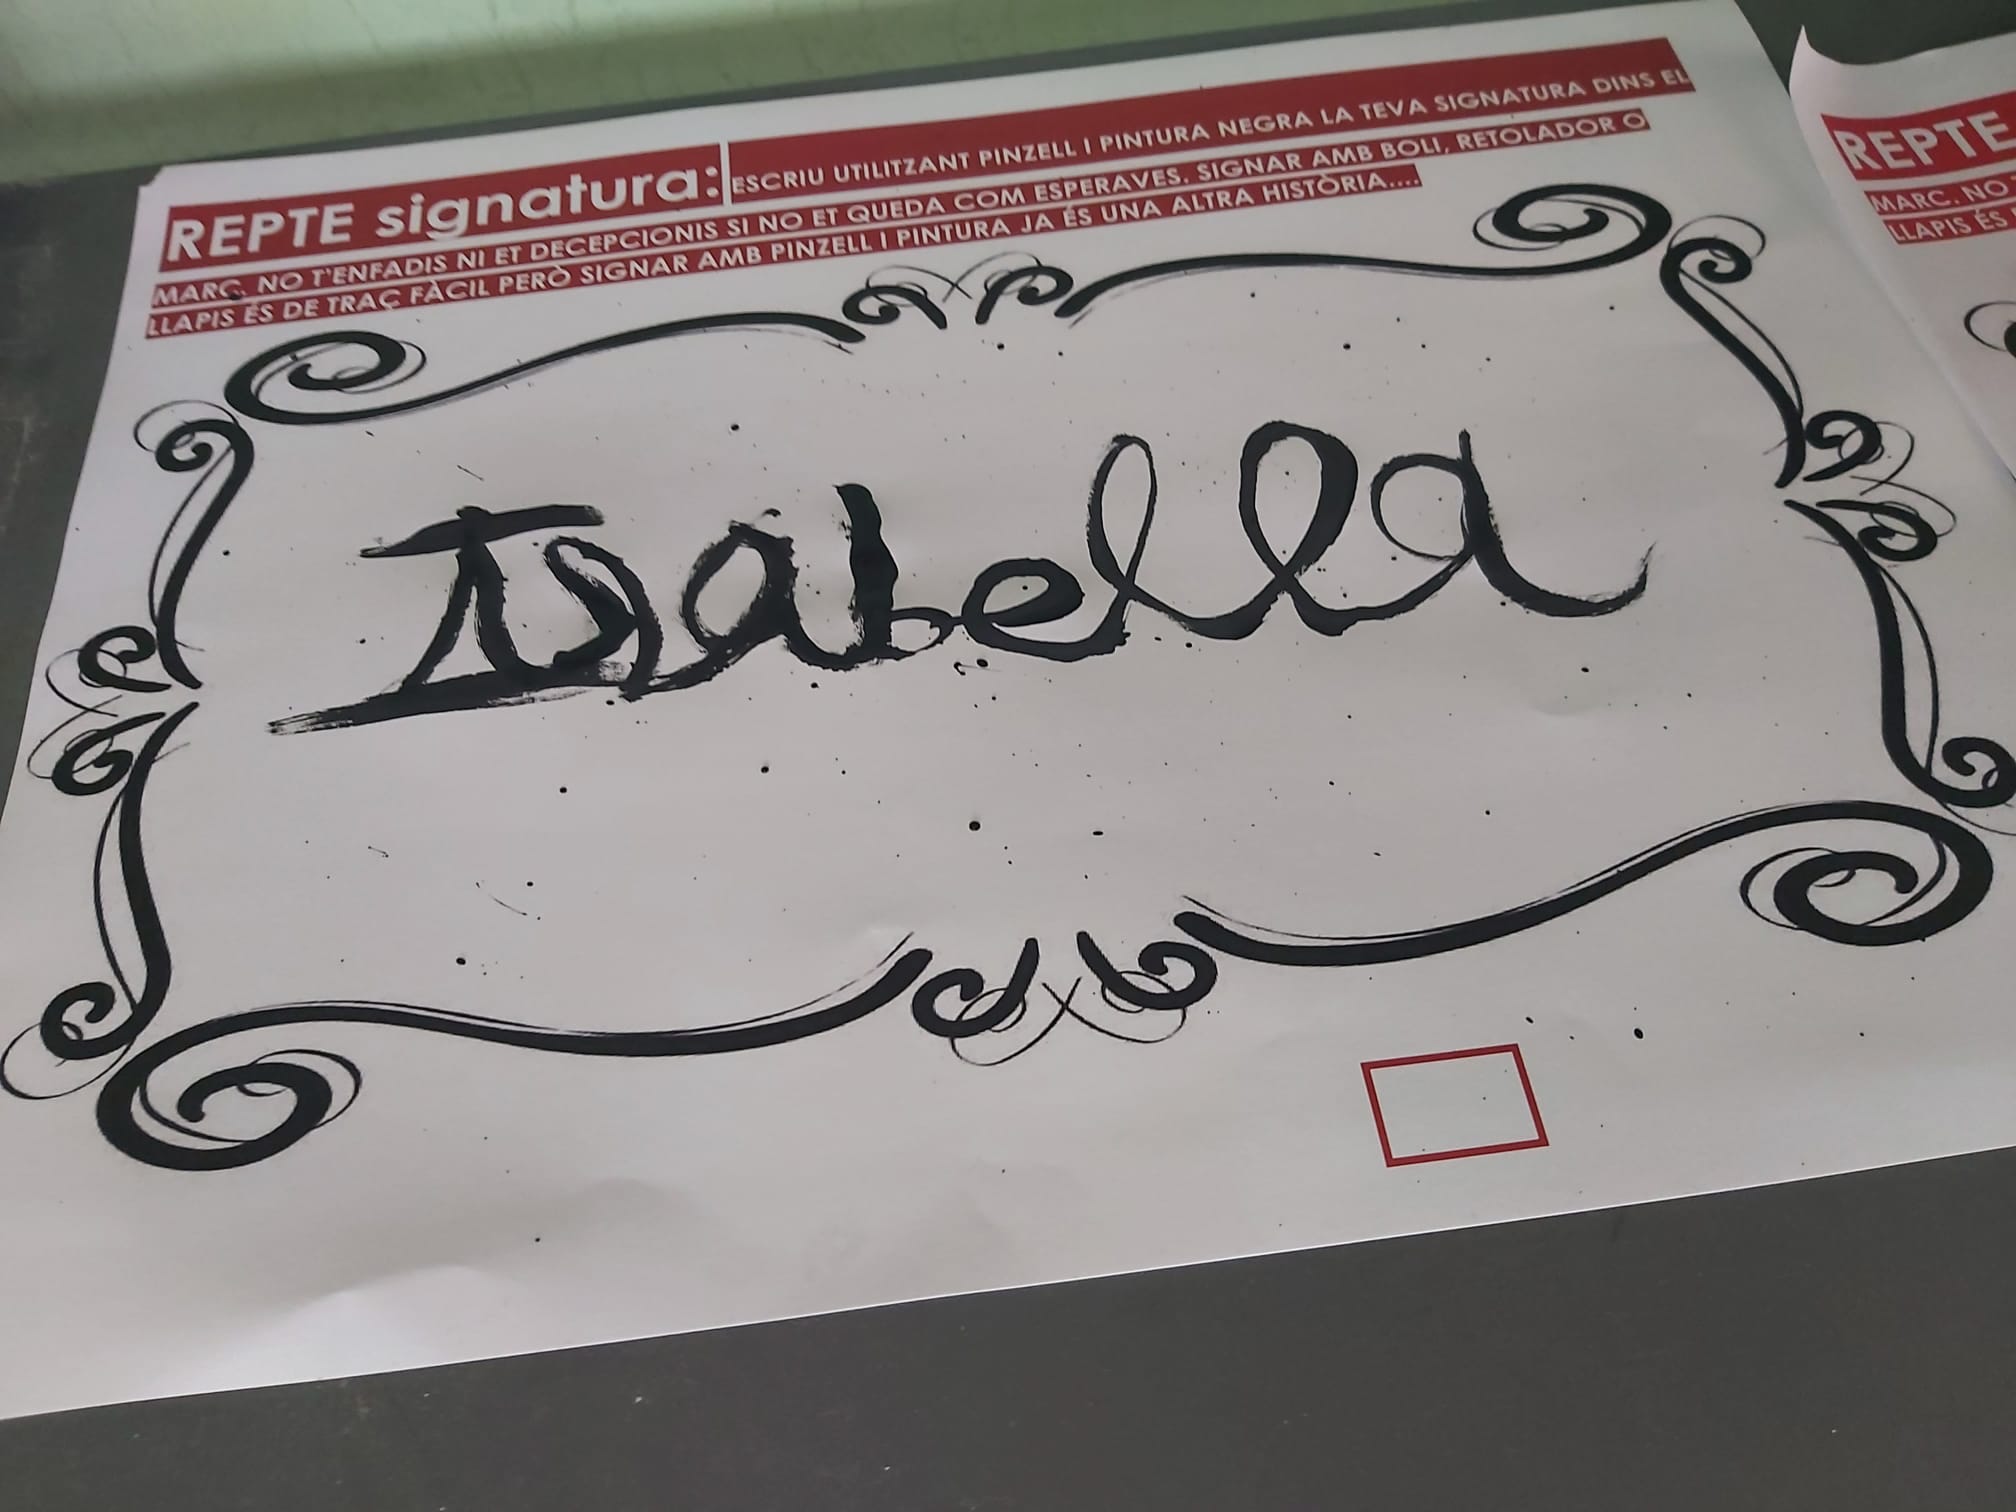 REPTE signatura: ESCRIU UTILITZANT PINZELL I PINTURA NEGRA LA TEVA SIGNATURA DINS EL
MARC. NO T'ENFADIS NI ET DECEPCIONIS SI NO ET QUEDA COM ESPERAVES. SIGNAR AMB BOLI, RETOLADOR O
LLAPIS ÉS DE TRAÇ FÀCIL PERÒ SIGNAR AMB PINZELL I PINTURA JA ÉS UNA ALTRA HISTÒRIA....
Isabella
REPTE
MARC. NO
LLAPIS ÉS